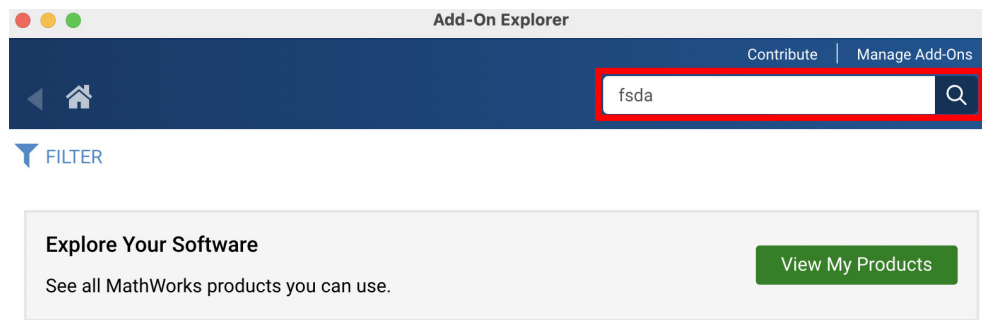 Add-On Explorer
Contribute | Manage Add-Ons
fsda
FILTER
Explore Your Software
See all MathWorks products you can use.
View My Products